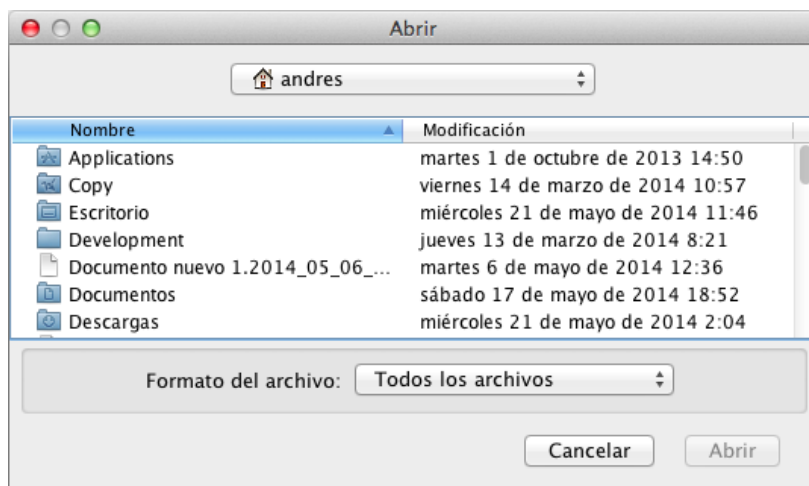 Abrir
andres
Nombre Modificación
Applications martes 1 de octubre de 2013 14:50
Copy viernes 14 de marzo de 2014 10:57
Escritorio miércoles 21 de mayo de 2014 11:46
Development jueves 13 de marzo de 2014 8:21
Documento nuevo 1.2014_05_06_... martes 6 de mayo de 2014 12:36
Documentos sábado 17 de mayo de 2014 18:52
Descargas miércoles 21 de mayo de 2014 2:04
Formato del archivo: Todos los archivos
Cancelar Abrir